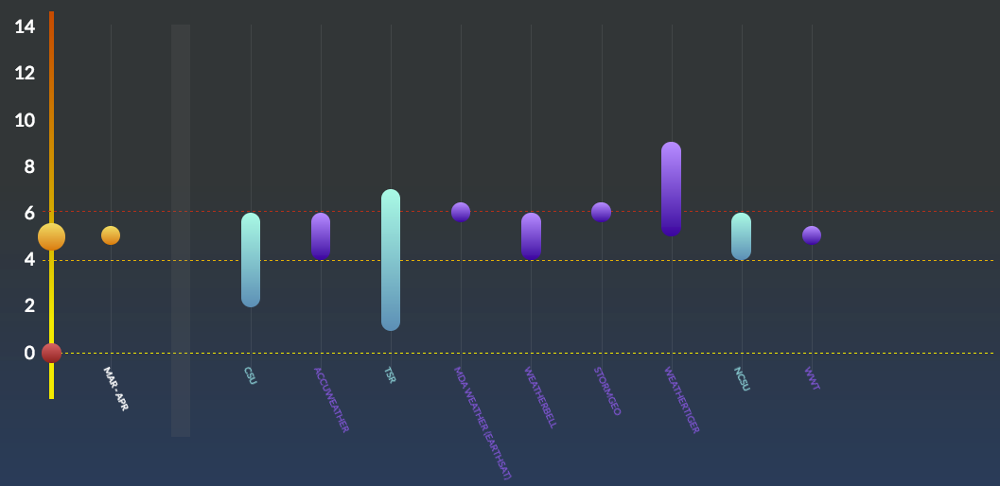 14
12
10
8
6
4
2
0
MAR - APR
CSU
ACCUWEATHER
TSR
MDA WEATHER (EARTHSAT)
WEATHERBELL
STORMGEO
WEATHERTIGER
NCSU
WWT